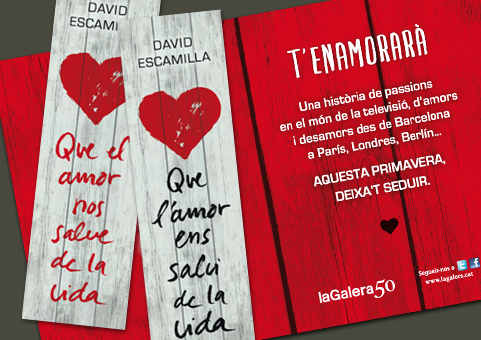 DAVID
ESCAMI
Que el
amor
nos
salve
de la
vida
DAVID
ESCAMILLA
Que
l'amor
ens
salvi
de la
vida
T'ENAMORARÀ
Una història de passions
en el món de la televisió, d'amors
i desamors des de Barcelona
a París, Londres, Berlín...
AQUESTA PRIMAVERA,
DEIXA'T SEDUIR.
laGalera50
Segueix-nos a
www.lagalera.cat